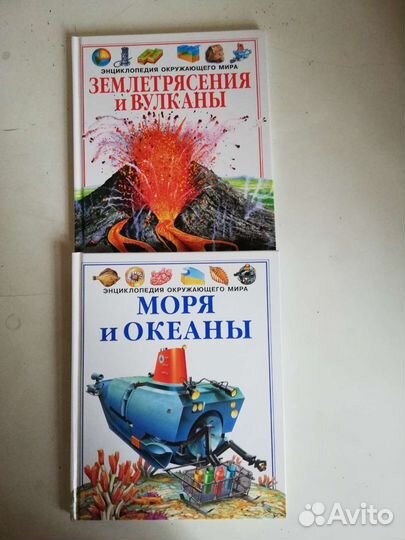 ЭНЦИКЛОПЕДИЯ ОКРУЖАЮЩЕГО МИРА
ЗЕМЛЕТРЯСЕНИЯ
и ВУЛКАНЫ
ЭНЦИКЛОПЕДИЯ ОКРУЖАЮЩЕГО МИРА
МОРЯ
и ОКЕАНЫ
Avito